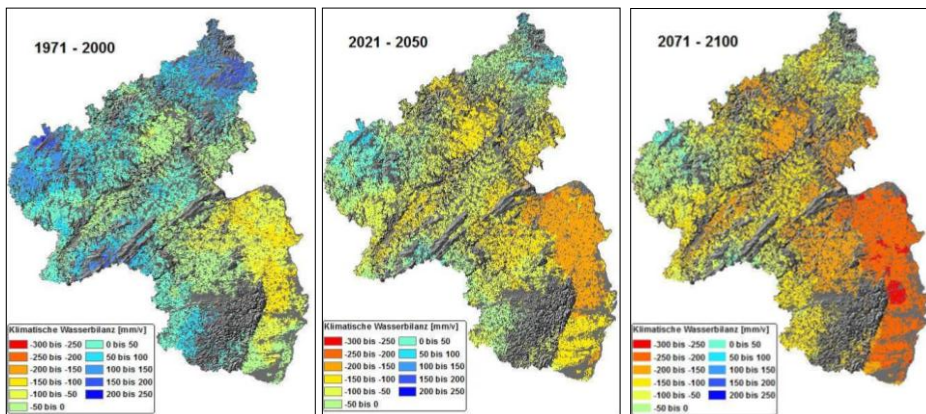 1971 - 2000
Klimatische Wasserbilanz [mm/v]
-300 bis -250
0 bis 50
-250 bis -200
50 bis 100
-200 bis -150
100 bis 150
-150 bis -100
150 bis 200
-100 bis -50
200 bis 250
-50 bis 0
2021 - 2050
Klimatische Wasserbilanz [mm/v]
-300 bis -250
0 bis 50
-250 bis -200
50 bis 100
-200 bis -150
100 bis 150
-150 bis -100
150 bis 200
-100 bis -50
200 bis 250
-50 bis 0
2071 - 2100
Klimatische Wasserbilanz [mm/v]
-300 bis -250
0 bis 50
-250 bis -200
50 bis 100
-200 bis -150
100 bis 150
-150 bis -100
150 bis 200
-100 bis -50
200 bis 250
-50 bis 0